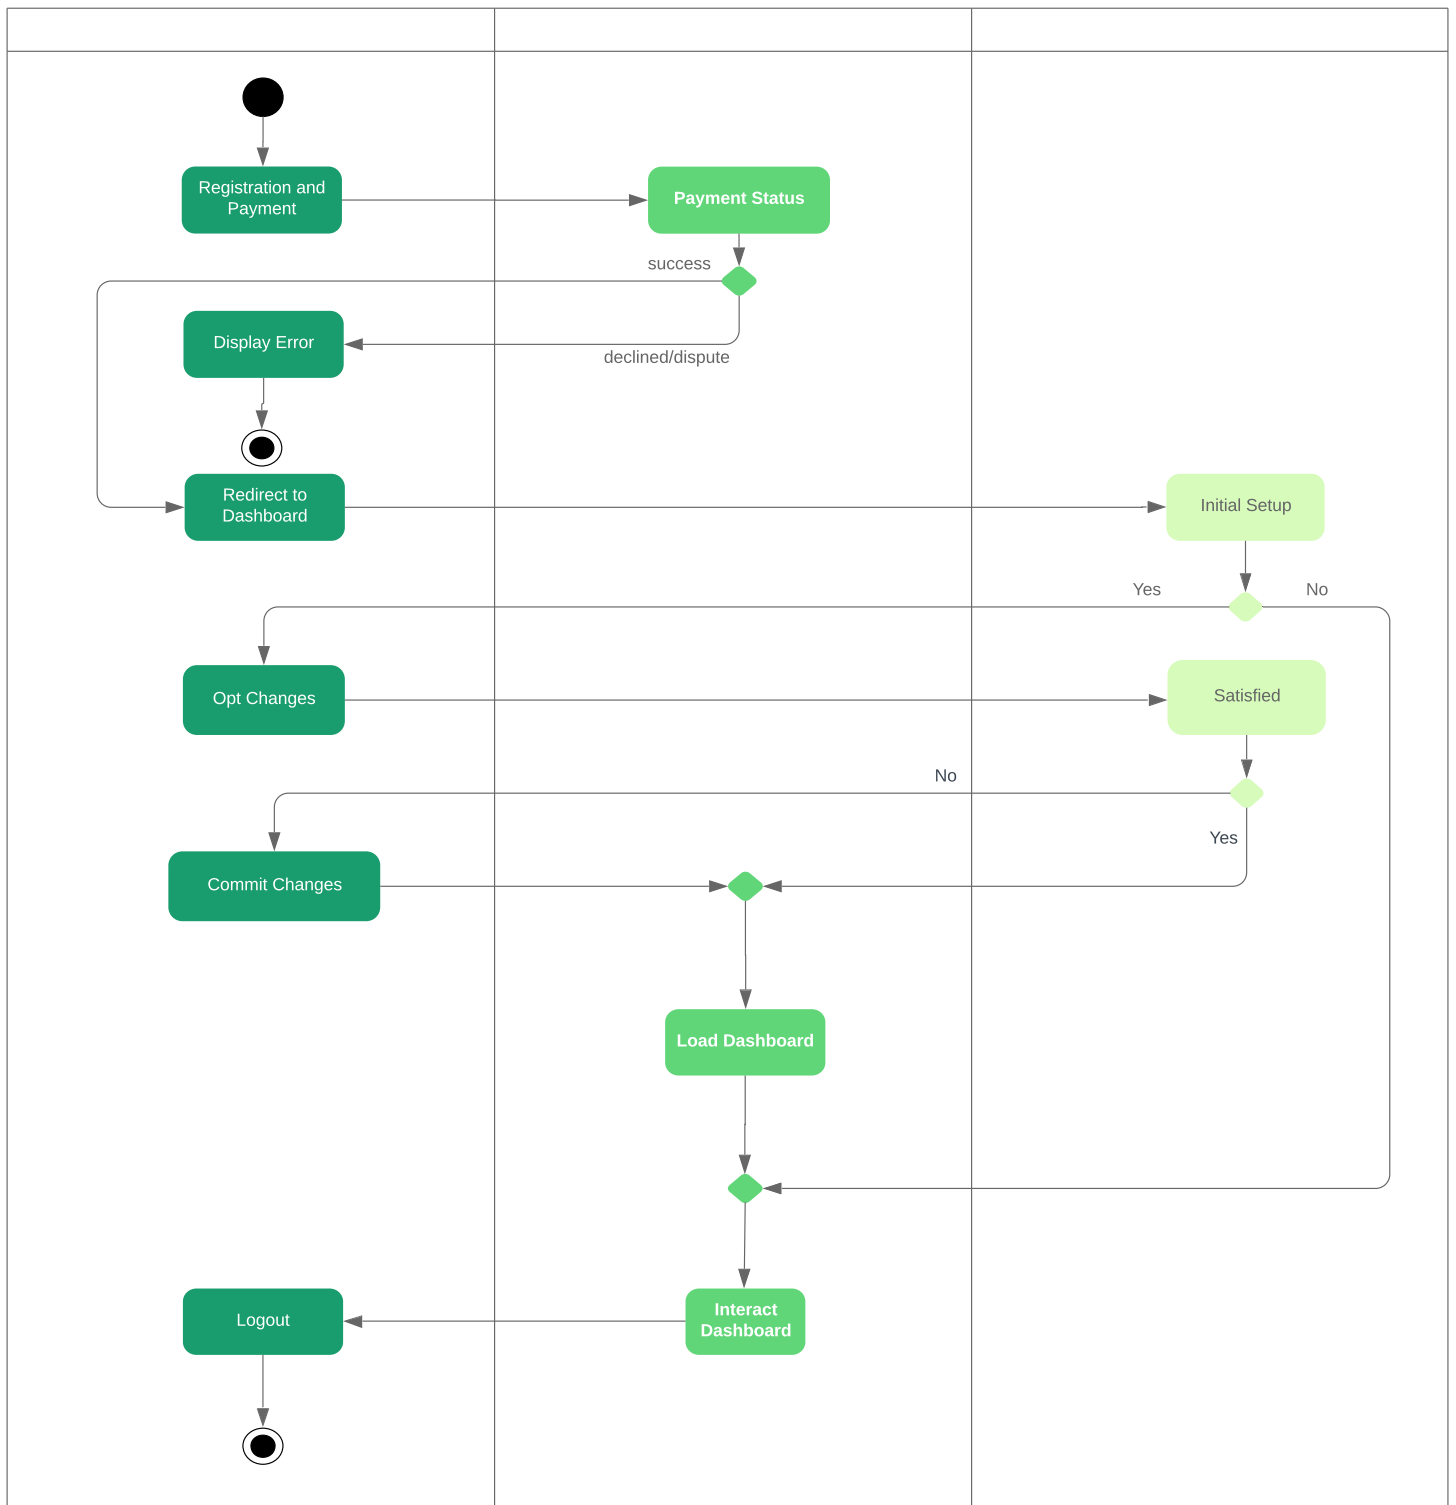 Registration and
Payment
Payment Status
success
Display Error
declined/dispute
Redirect to
Dashboard
Initial Setup
Yes
No
Opt Changes
Satisfied
No
Yes
Commit Changes
Load Dashboard
Interact
Dashboard
Logout